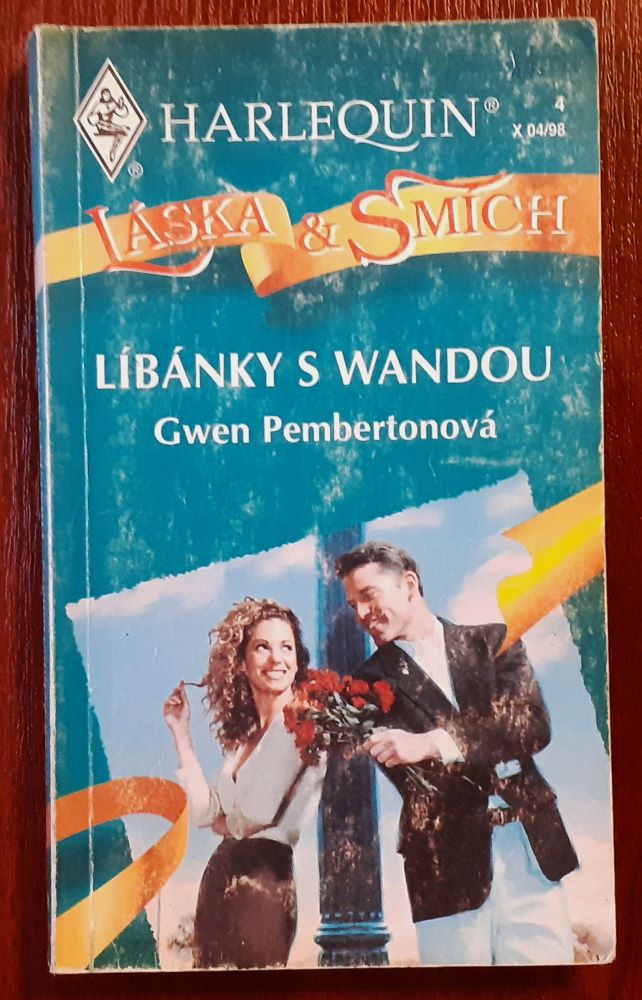 HARLEQUIN®
4
X 04/98
®
LÁSKA & SMÍCH
LÍBÁNKY S WANDOU
Gwen Pembertonová